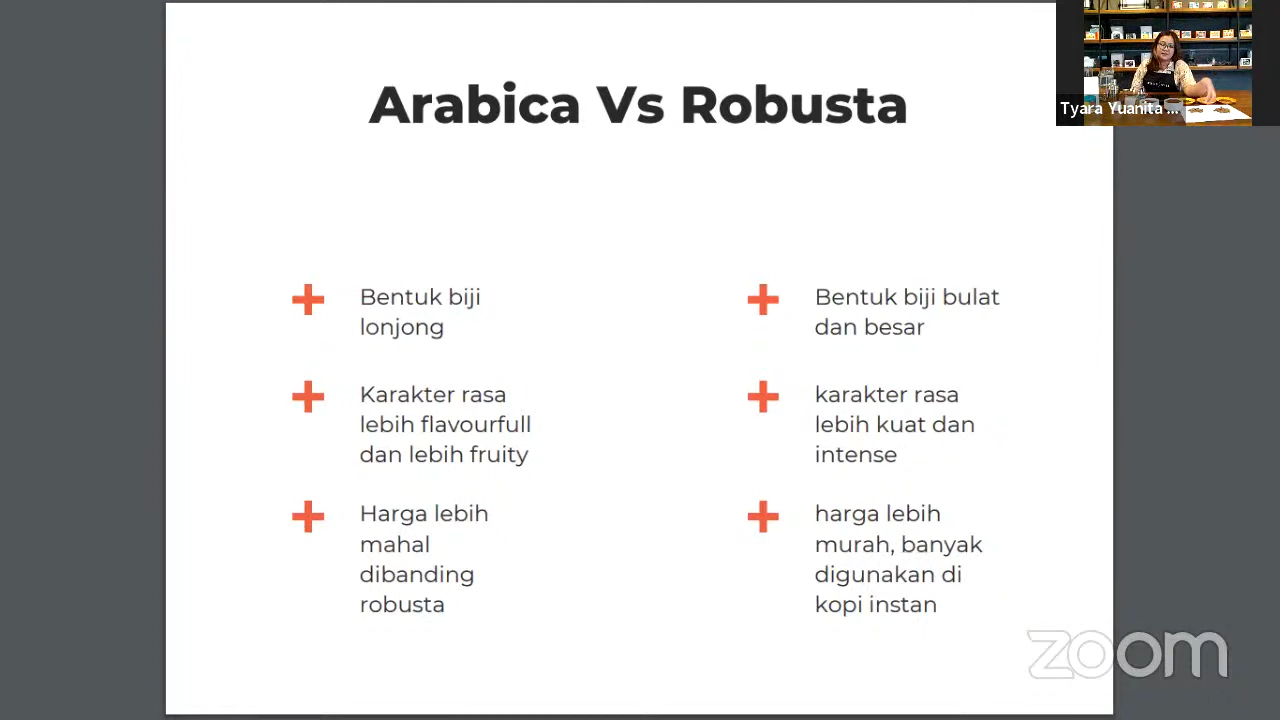 Arabica Vs Robusta
Tyara Yuanita ...
Bentuk biji
lonjong
Karakter rasa
lebih flavourfull
dan lebih fruity
Harga lebih
mahal
dibanding
robusta
Bentuk biji bulat
dan besar
karakter rasa
lebih kuat dan
intense
harga lebih
murah, banyak
digunakan di
kopi instan
zoom